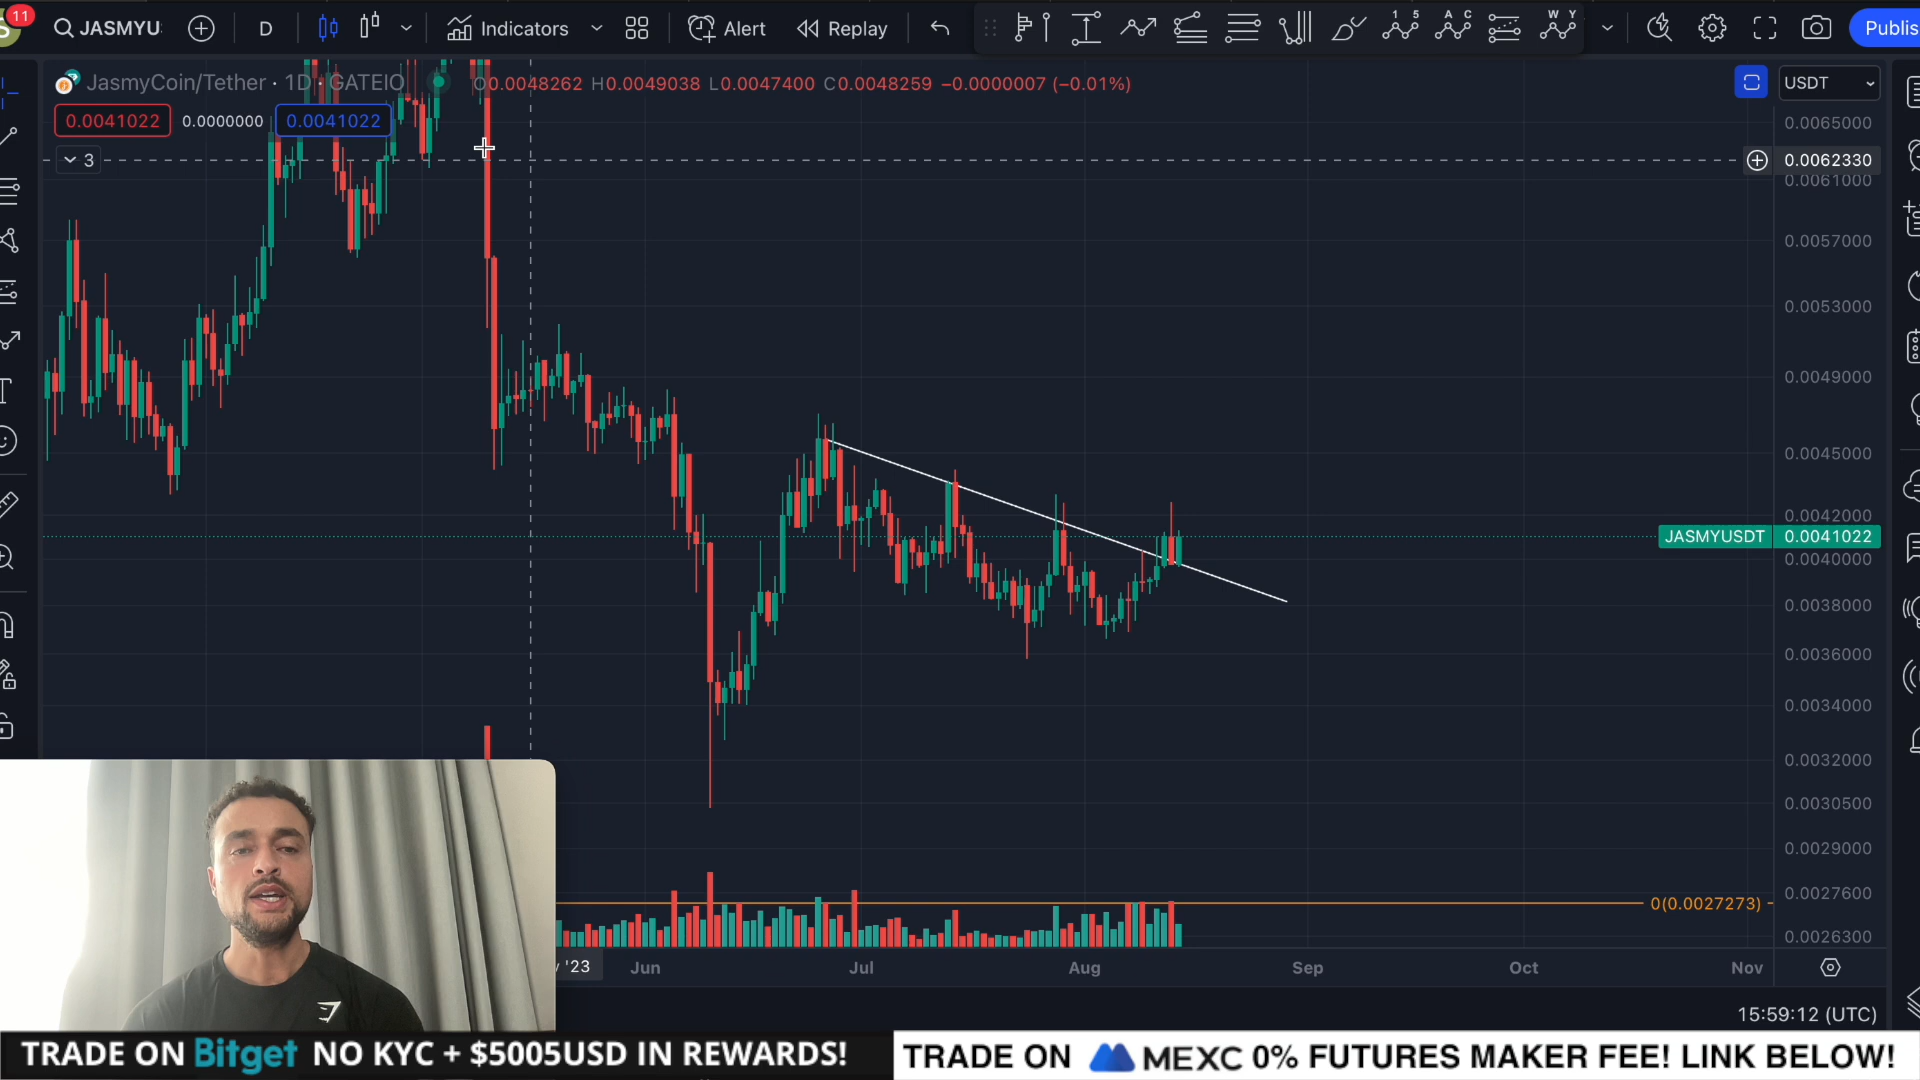 11
JASMYU
D
Indicators
Alert
Replay
1 5
A C
W Y
Publis
JasmyCoin/Tether · 1D · GATEIO
O0.0048262 H0.0049038 L0.0047400 C0.0048259 −0.0000007 (−0.01%)
USDT
0.0041022 0.0000000 0.0041022
3
0.0065000
0.0062330
0.0061000
0.0057000
0.0053000
0.0049000
0.0045000
0.0042000
JASMYUSDT 0.0041022
0.0040000
0.0038000
0.0036000
0.0034000
0.0032000
0.0030500
0.0029000
0.0027600
0(0.0027273)
0.0026300
'23 Jun Jul Aug Sep Oct Nov
15:59:12 (UTC)
TRADE ON Bitget NO KYC + $5005USD IN REWARDS!
TRADE ON MEXC 0% FUTURES MAKER FEE! LINK BELOW!